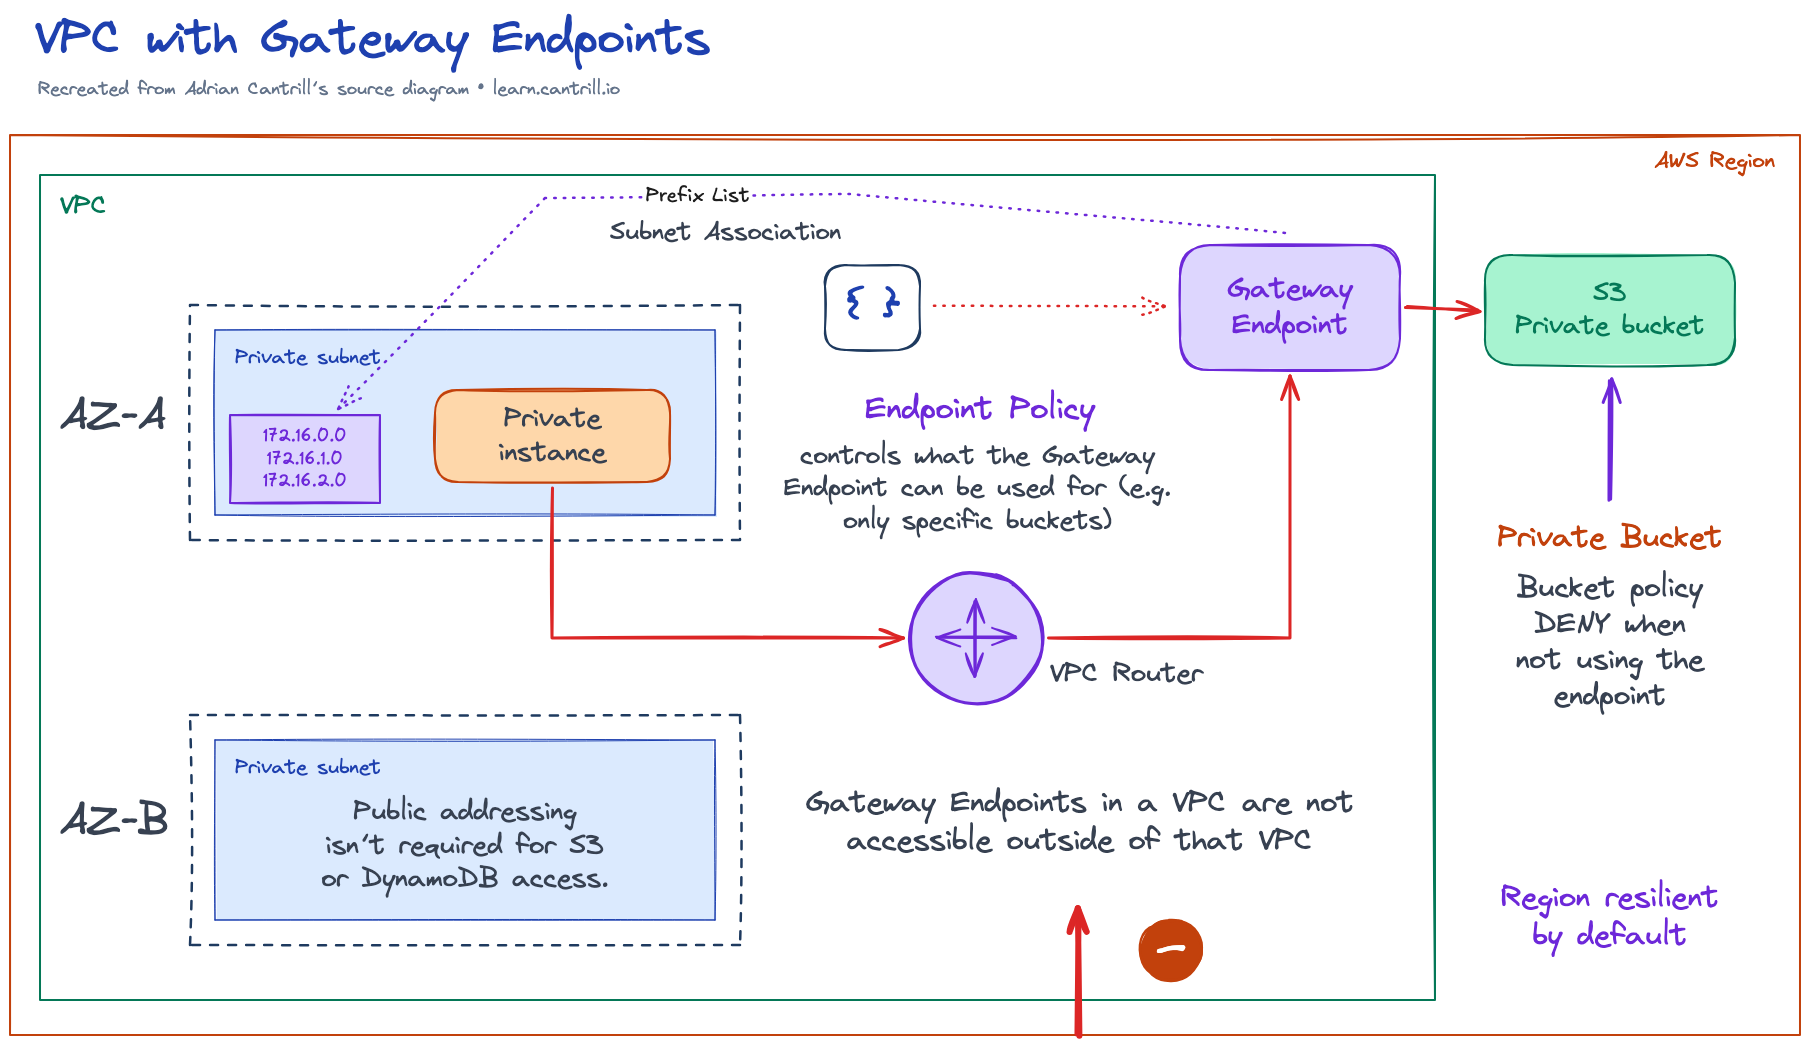 VPC with Gateway Endpoints
Recreated from Adrian Cantrill's source diagram • learn.cantrill.io
AWS Region
VPC
Prefix List
Subnet Association
{ }
Gateway
Endpoint
S3
Private bucket
AZ-A
Private subnet
172.16.0.0
172.16.1.0
172.16.2.0
Private
instance
Endpoint Policy
controls what the Gateway
Endpoint can be used for (e.g.
only specific buckets)
Private Bucket
Bucket policy
DENY when
not using the
endpoint
VPC Router
AZ-B
Private subnet
Public addressing
isn't required for S3
or DynamoDB access.
Gateway Endpoints in a VPC are not
accessible outside of that VPC
Region resilient
by default